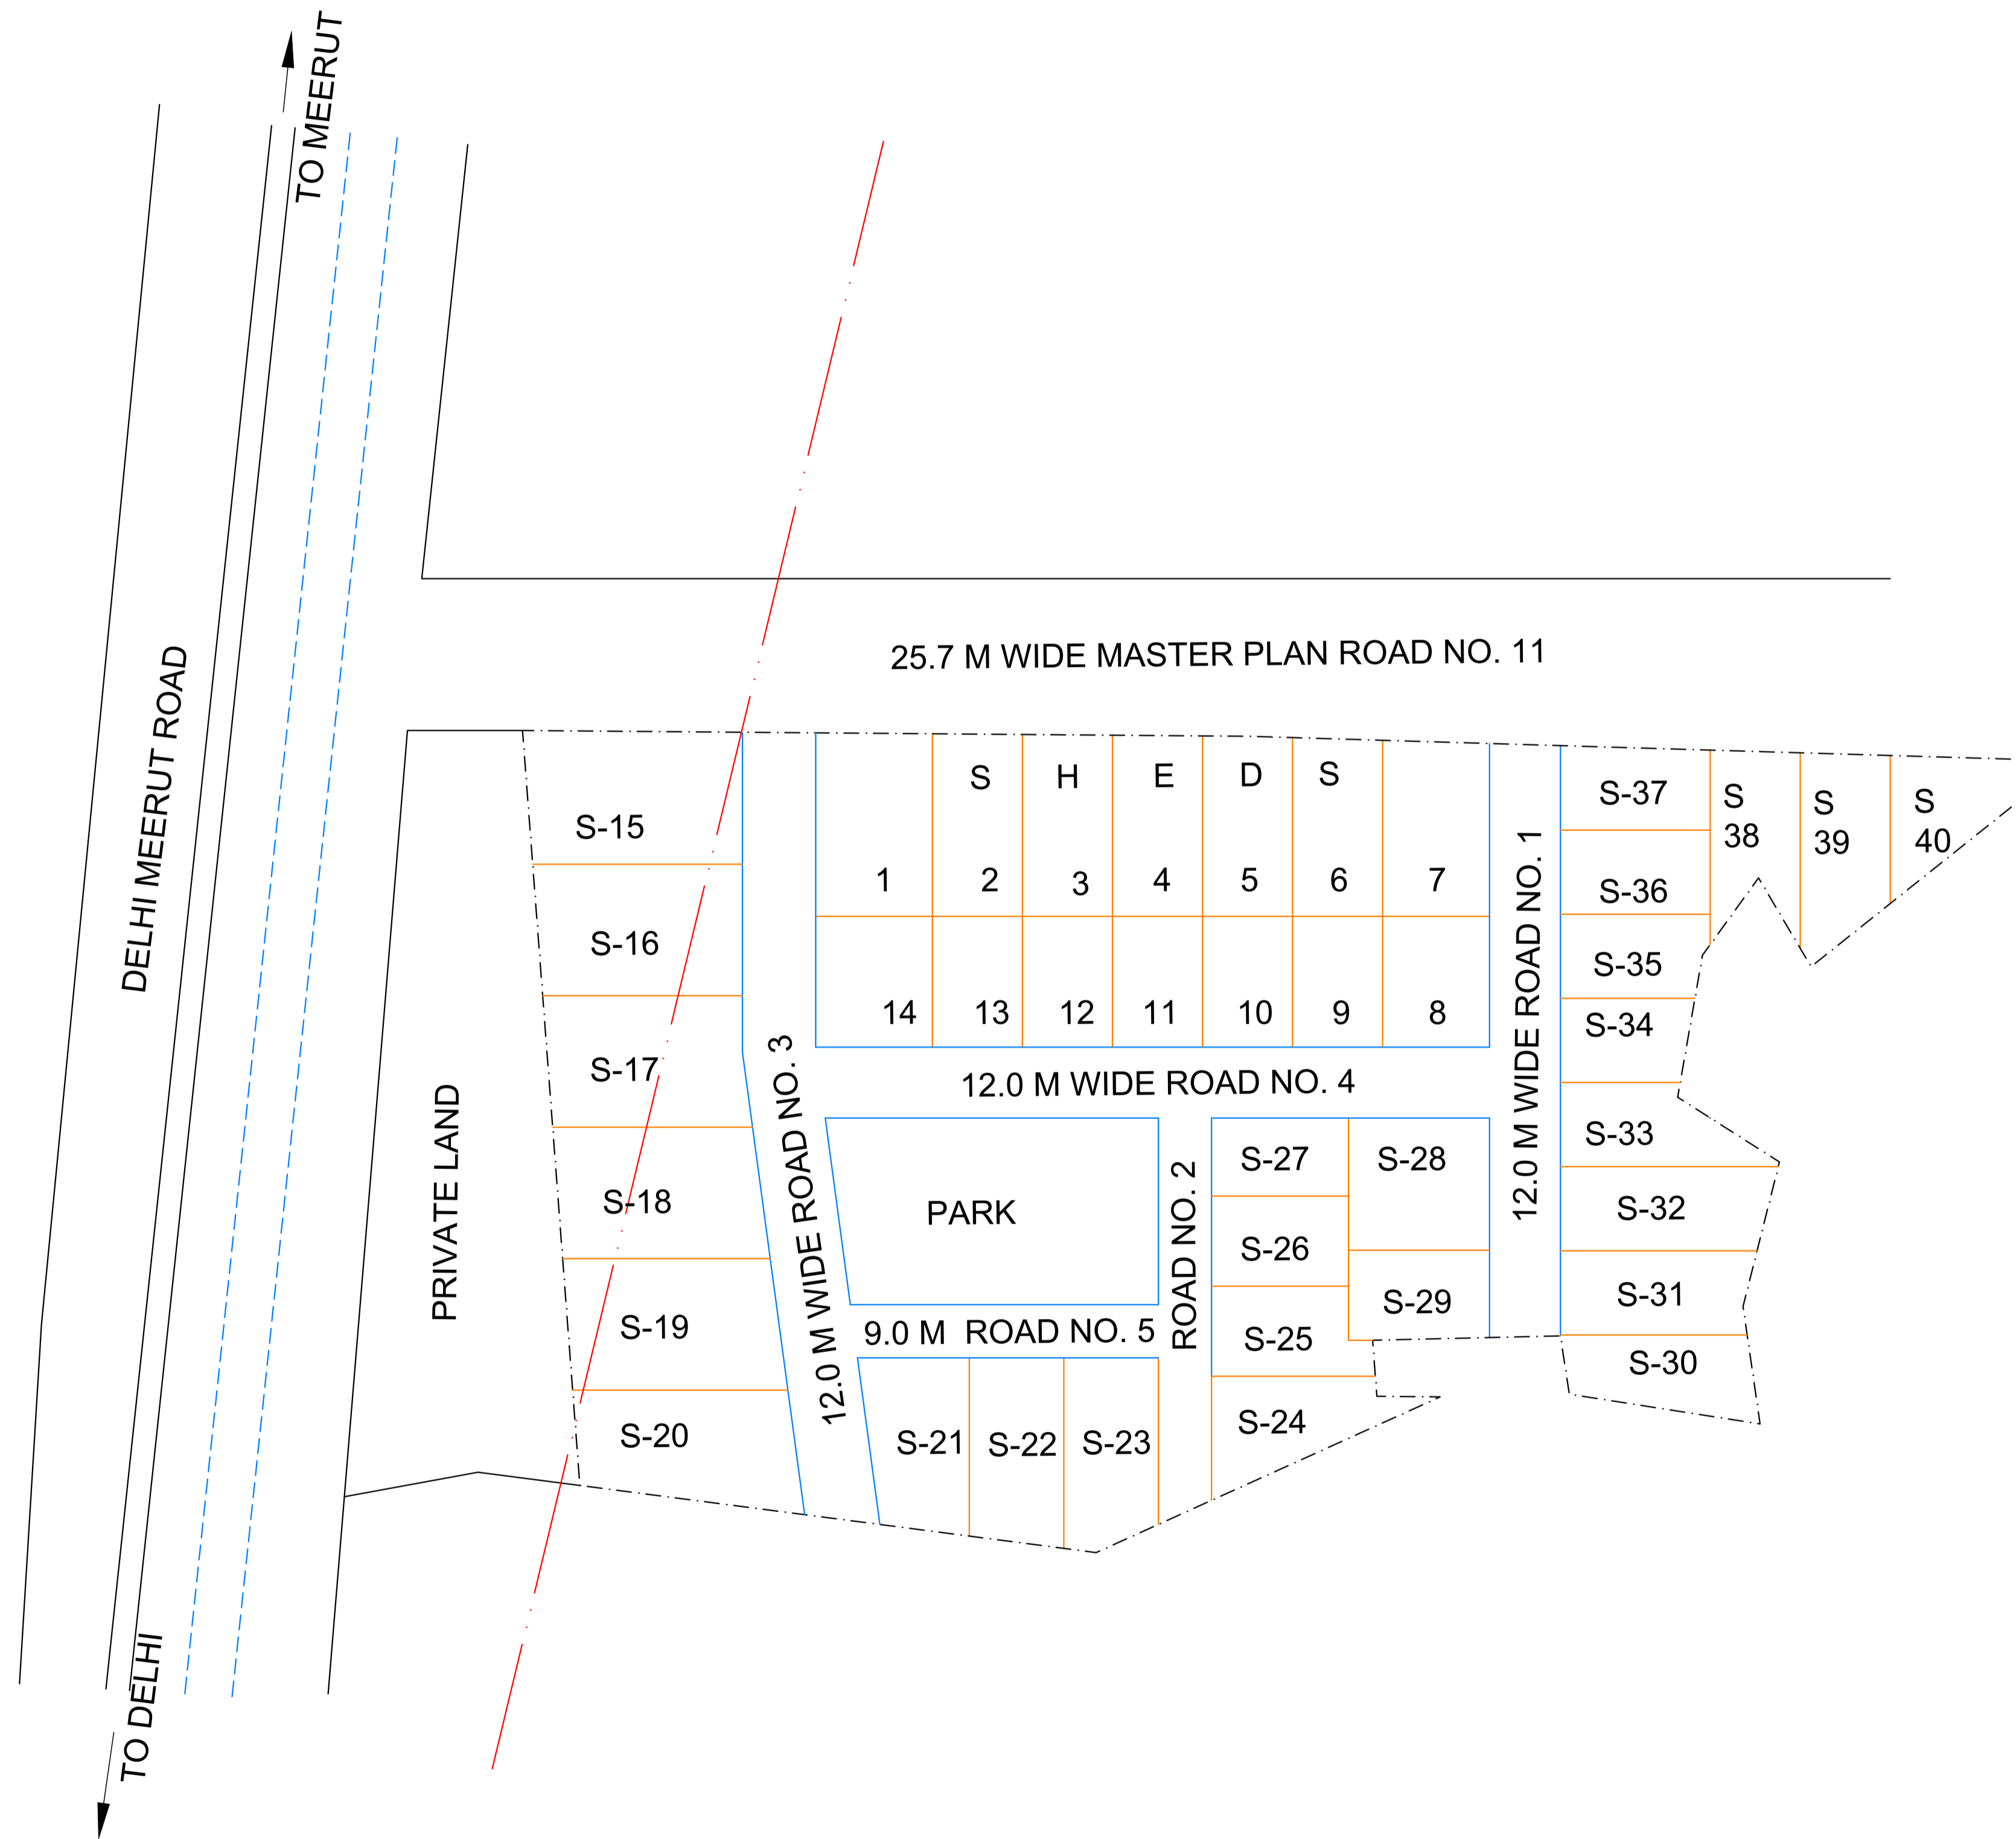 TO MEERUT
DELHI MEERUT ROAD
TO DELHI
PRIVATE LAND
25.7 M WIDE MASTER PLAN ROAD NO. 11
S H E D S
1 2 3 4 5 6 7
14 13 12 11 10 9 8
S-15
S-16
S-17
S-18
S-19
S-20
12.0 M WIDE ROAD NO. 3
12.0 M WIDE ROAD NO. 4
PARK
9.0 M ROAD NO. 5
ROAD NO. 2
S-21 S-22 S-23
S-27 S-28
S-26
S-25 S-29
S-24
12.0 M WIDE ROAD NO. 1
S-37
S-36
S-35
S-34
S-33
S-32
S-31
S-30
S
38
S
39
S
40